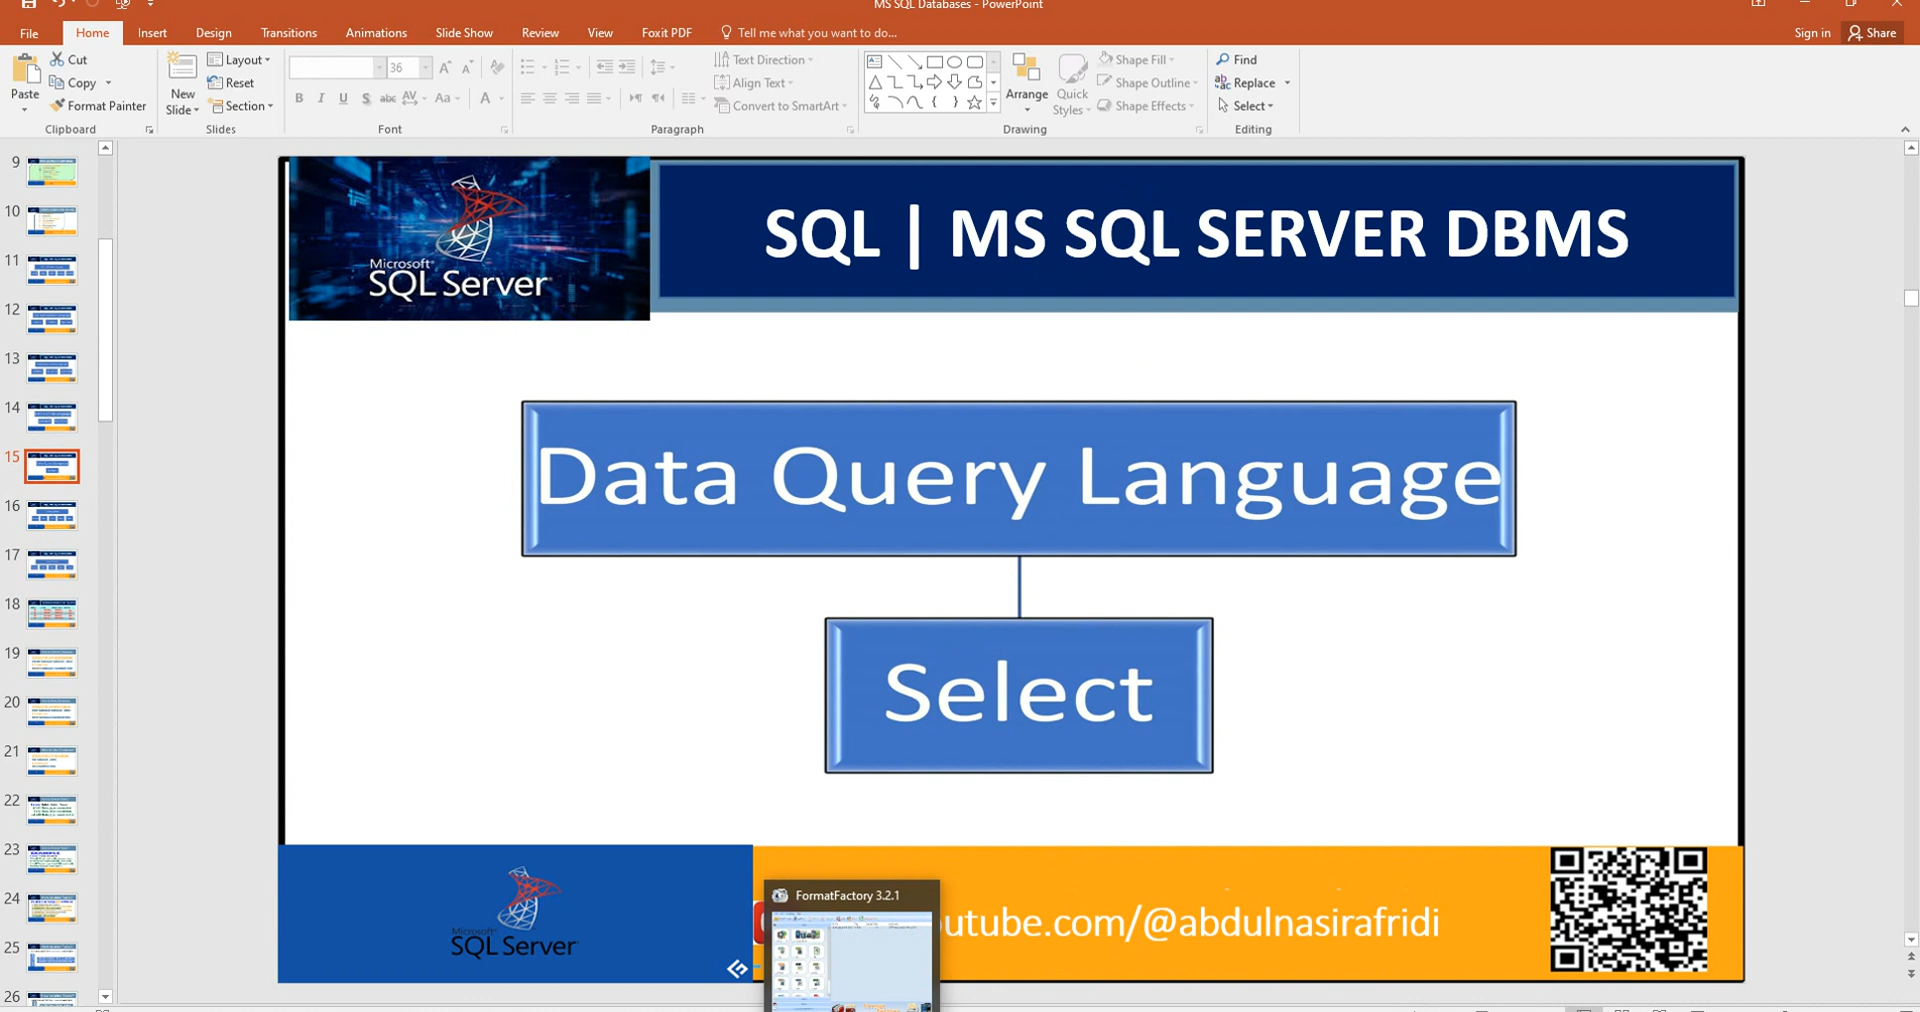 MS SQL Databases - PowerPoint
File Home Insert Design Transitions Animations Slide Show Review View Foxit PDF Tell me what you want to do... Sign in Share
Paste
Cut
Copy
Format Painter
Clipboard
New
Slide
Layout
Reset
Section
Slides
36
B I U S abc AV Aa A
Font
Text Direction
Align Text
Convert to SmartArt
Paragraph
Arrange
Quick
Styles
Shape Fill
Shape Outline
Shape Effects
Drawing
Find
Replace
Select
Editing
9
10
11
12
13
14
15
16
17
18
19
20
21
22
23
24
25
26
Microsoft
SQL Server
SQL | MS SQL SERVER DBMS
Data Query Language
Select
Microsoft
SQL Server
FormatFactory 3.2.1
outube.com/@abdulnasirafridi